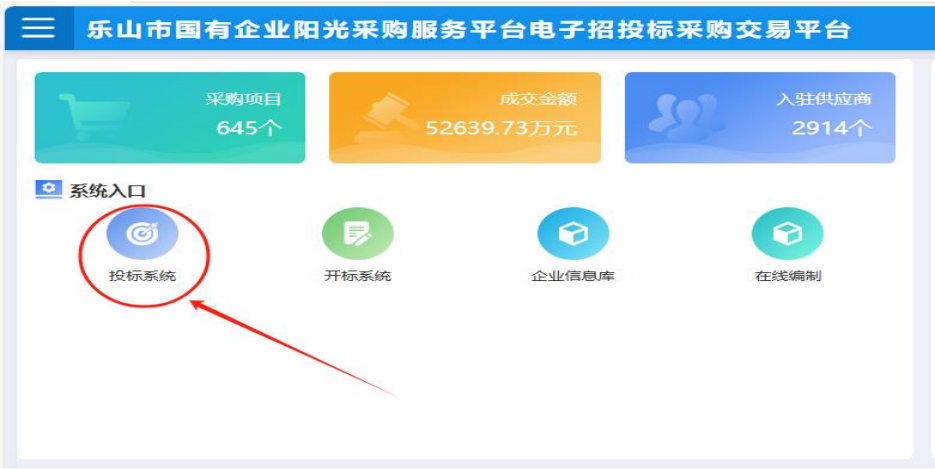 乐山市国有企业阳光采购服务平台电子招投标采购交易平台
采购项目
645个
成交金额
52639.73万元
入驻供应商
2914个
系统入口
投标系统
开标系统
企业信息库
在线编制